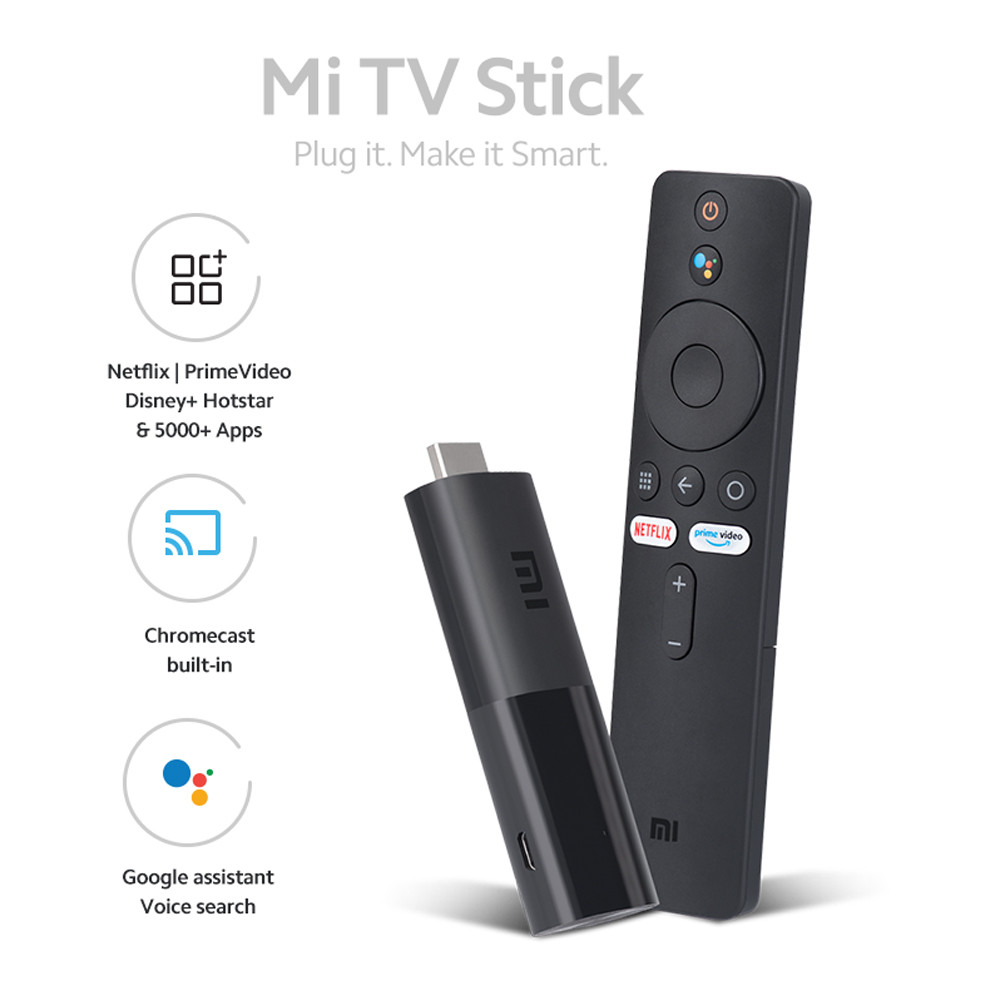 Mi TV Stick
Plug it. Make it Smart.
Netflix | PrimeVideo
Disney+ Hotstar
& 5000+ Apps
Chromecast
built-in
Google assistant
Voice search
NETFLIX
prime video
+
−
mi
mi